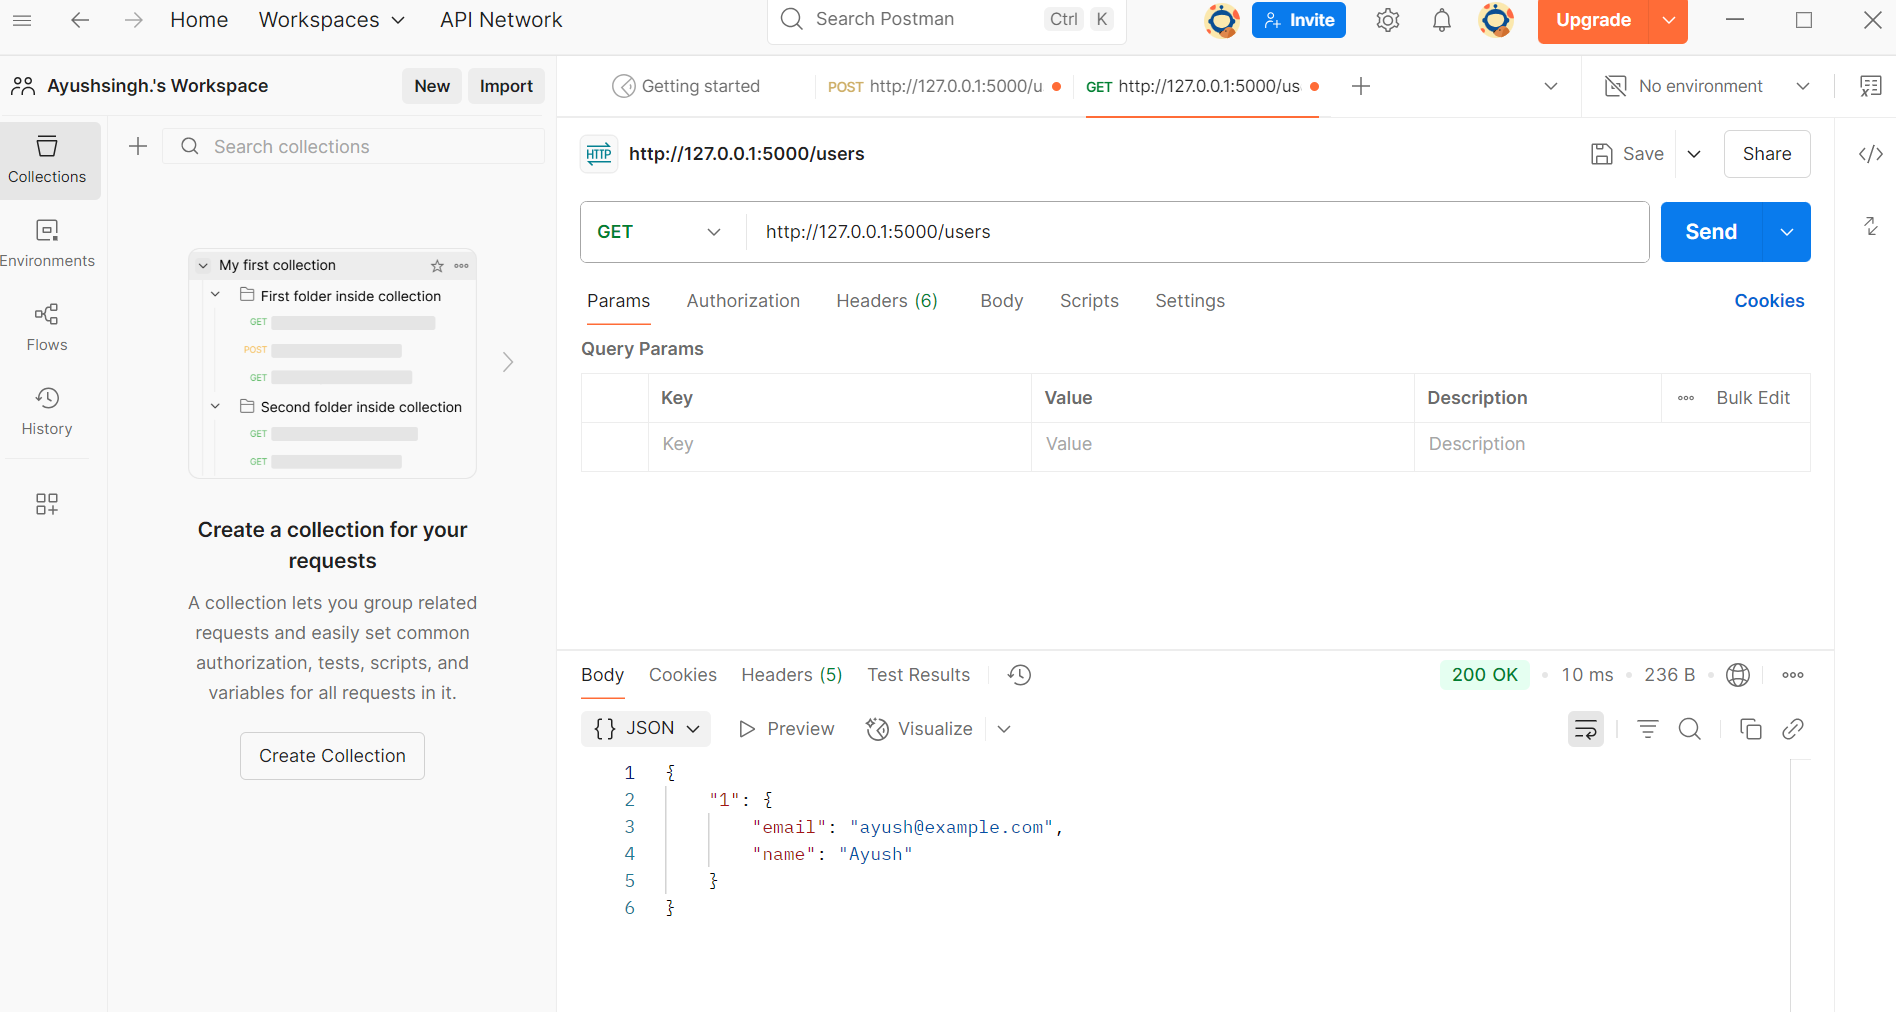 Home Workspaces API Network Search Postman Ctrl K Invite Upgrade
Ayushsingh.'s Workspace New Import
Getting started POST http://127.0.0.1:5000/u GET http://127.0.0.1:5000/us No environment
Search collections
Collections
Environments
Flows
History
My first collection
First folder inside collection
GET
POST
GET
Second folder inside collection
GET
GET
Create a collection for your
requests
A collection lets you group related
requests and easily set common
authorization, tests, scripts, and
variables for all requests in it.
Create Collection
HTTP http://127.0.0.1:5000/users Save Share
GET http://127.0.0.1:5000/users Send
Params Authorization Headers (6) Body Scripts Settings Cookies
Query Params
Key Value Description Bulk Edit
Key Value Description
Body Cookies Headers (5) Test Results 200 OK 10 ms 236 B
{} JSON Preview Visualize
1 {
2 "1": {
3 "email": "ayush@example.com",
4 "name": "Ayush"
5 }
6 }